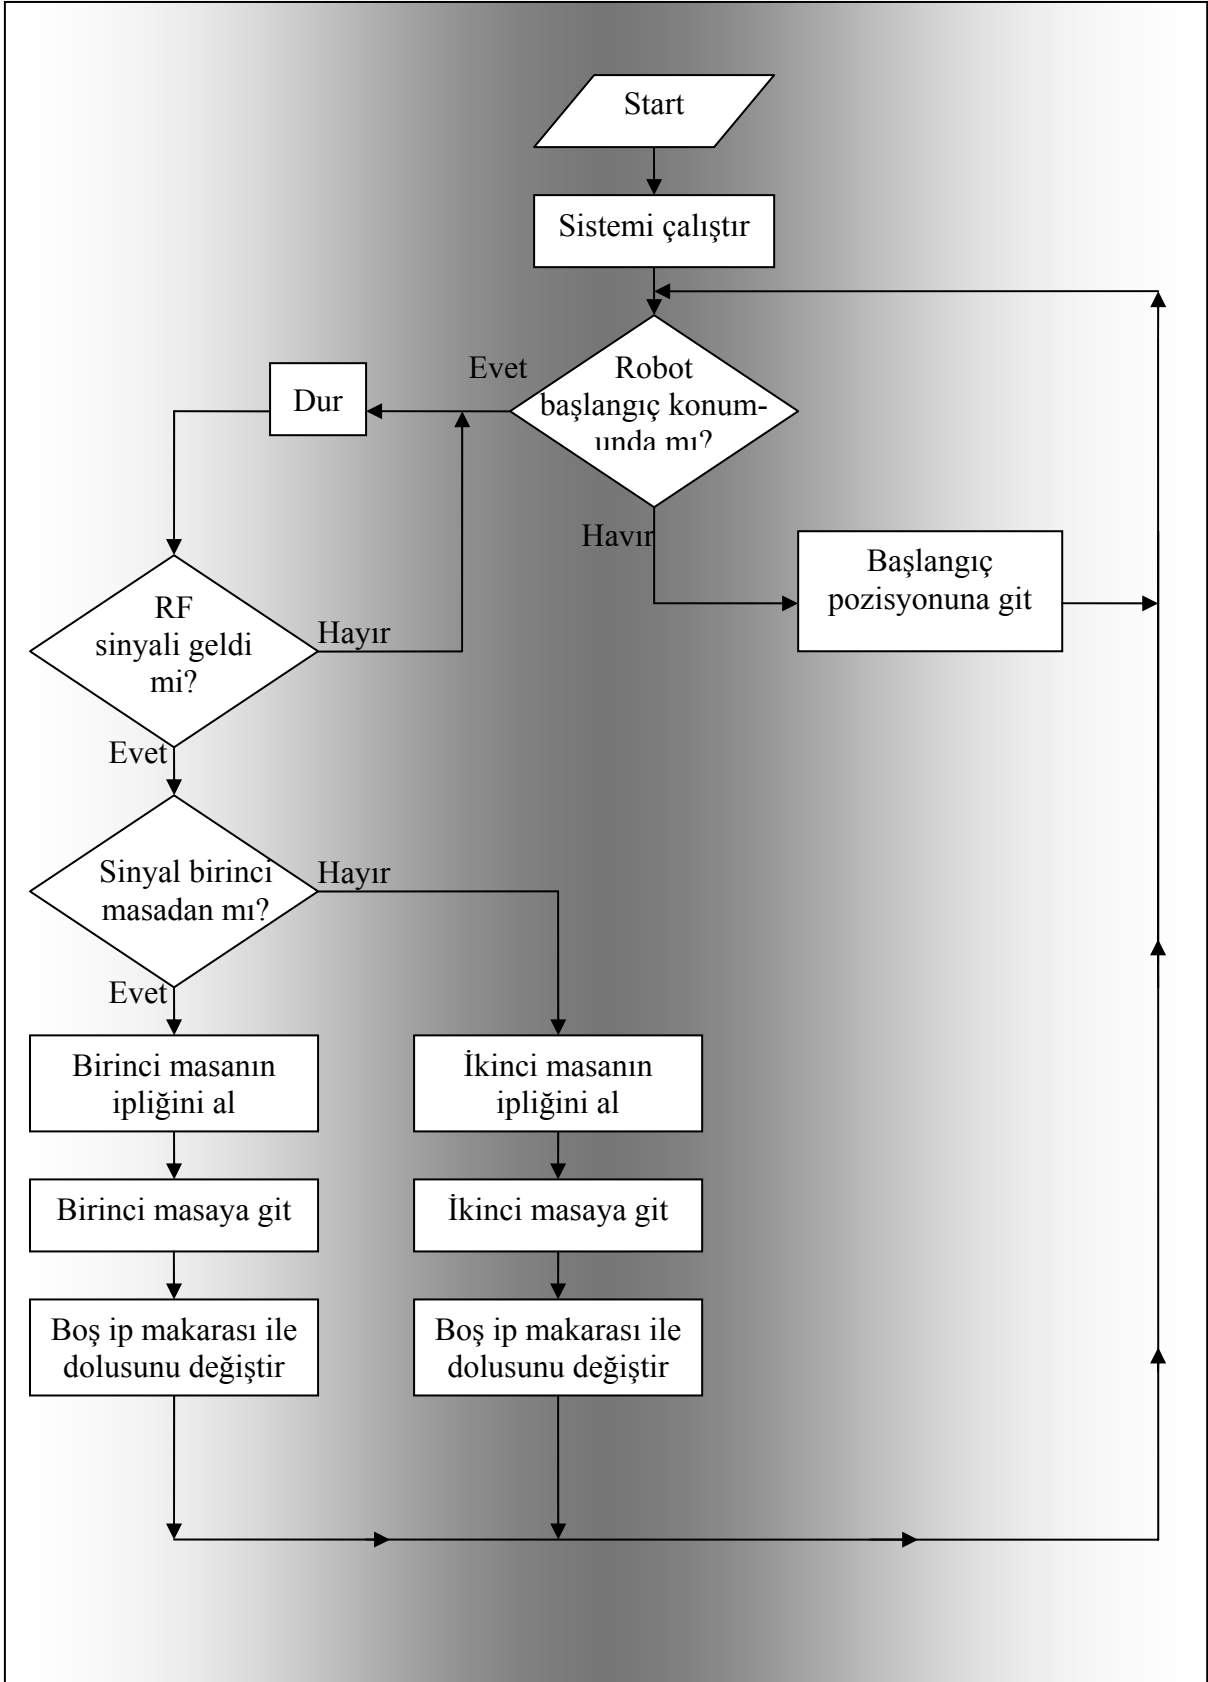 Start
Sistemi çalıştır
Evet
Robot
başlangıç konum-
unda mı?
Dur
Hayır
Başlangıç
pozisyonuna git
RF
sinyali geldi
mi?
Hayır
Evet
Sinyal birinci
masadan mı?
Hayır
Evet
Birinci masanın
ipliğini al
İkinci masanın
ipliğini al
Birinci masaya git
İkinci masaya git
Boş ip makarası ile
dolusunu değiştir
Boş ip makarası ile
dolusunu değiştir